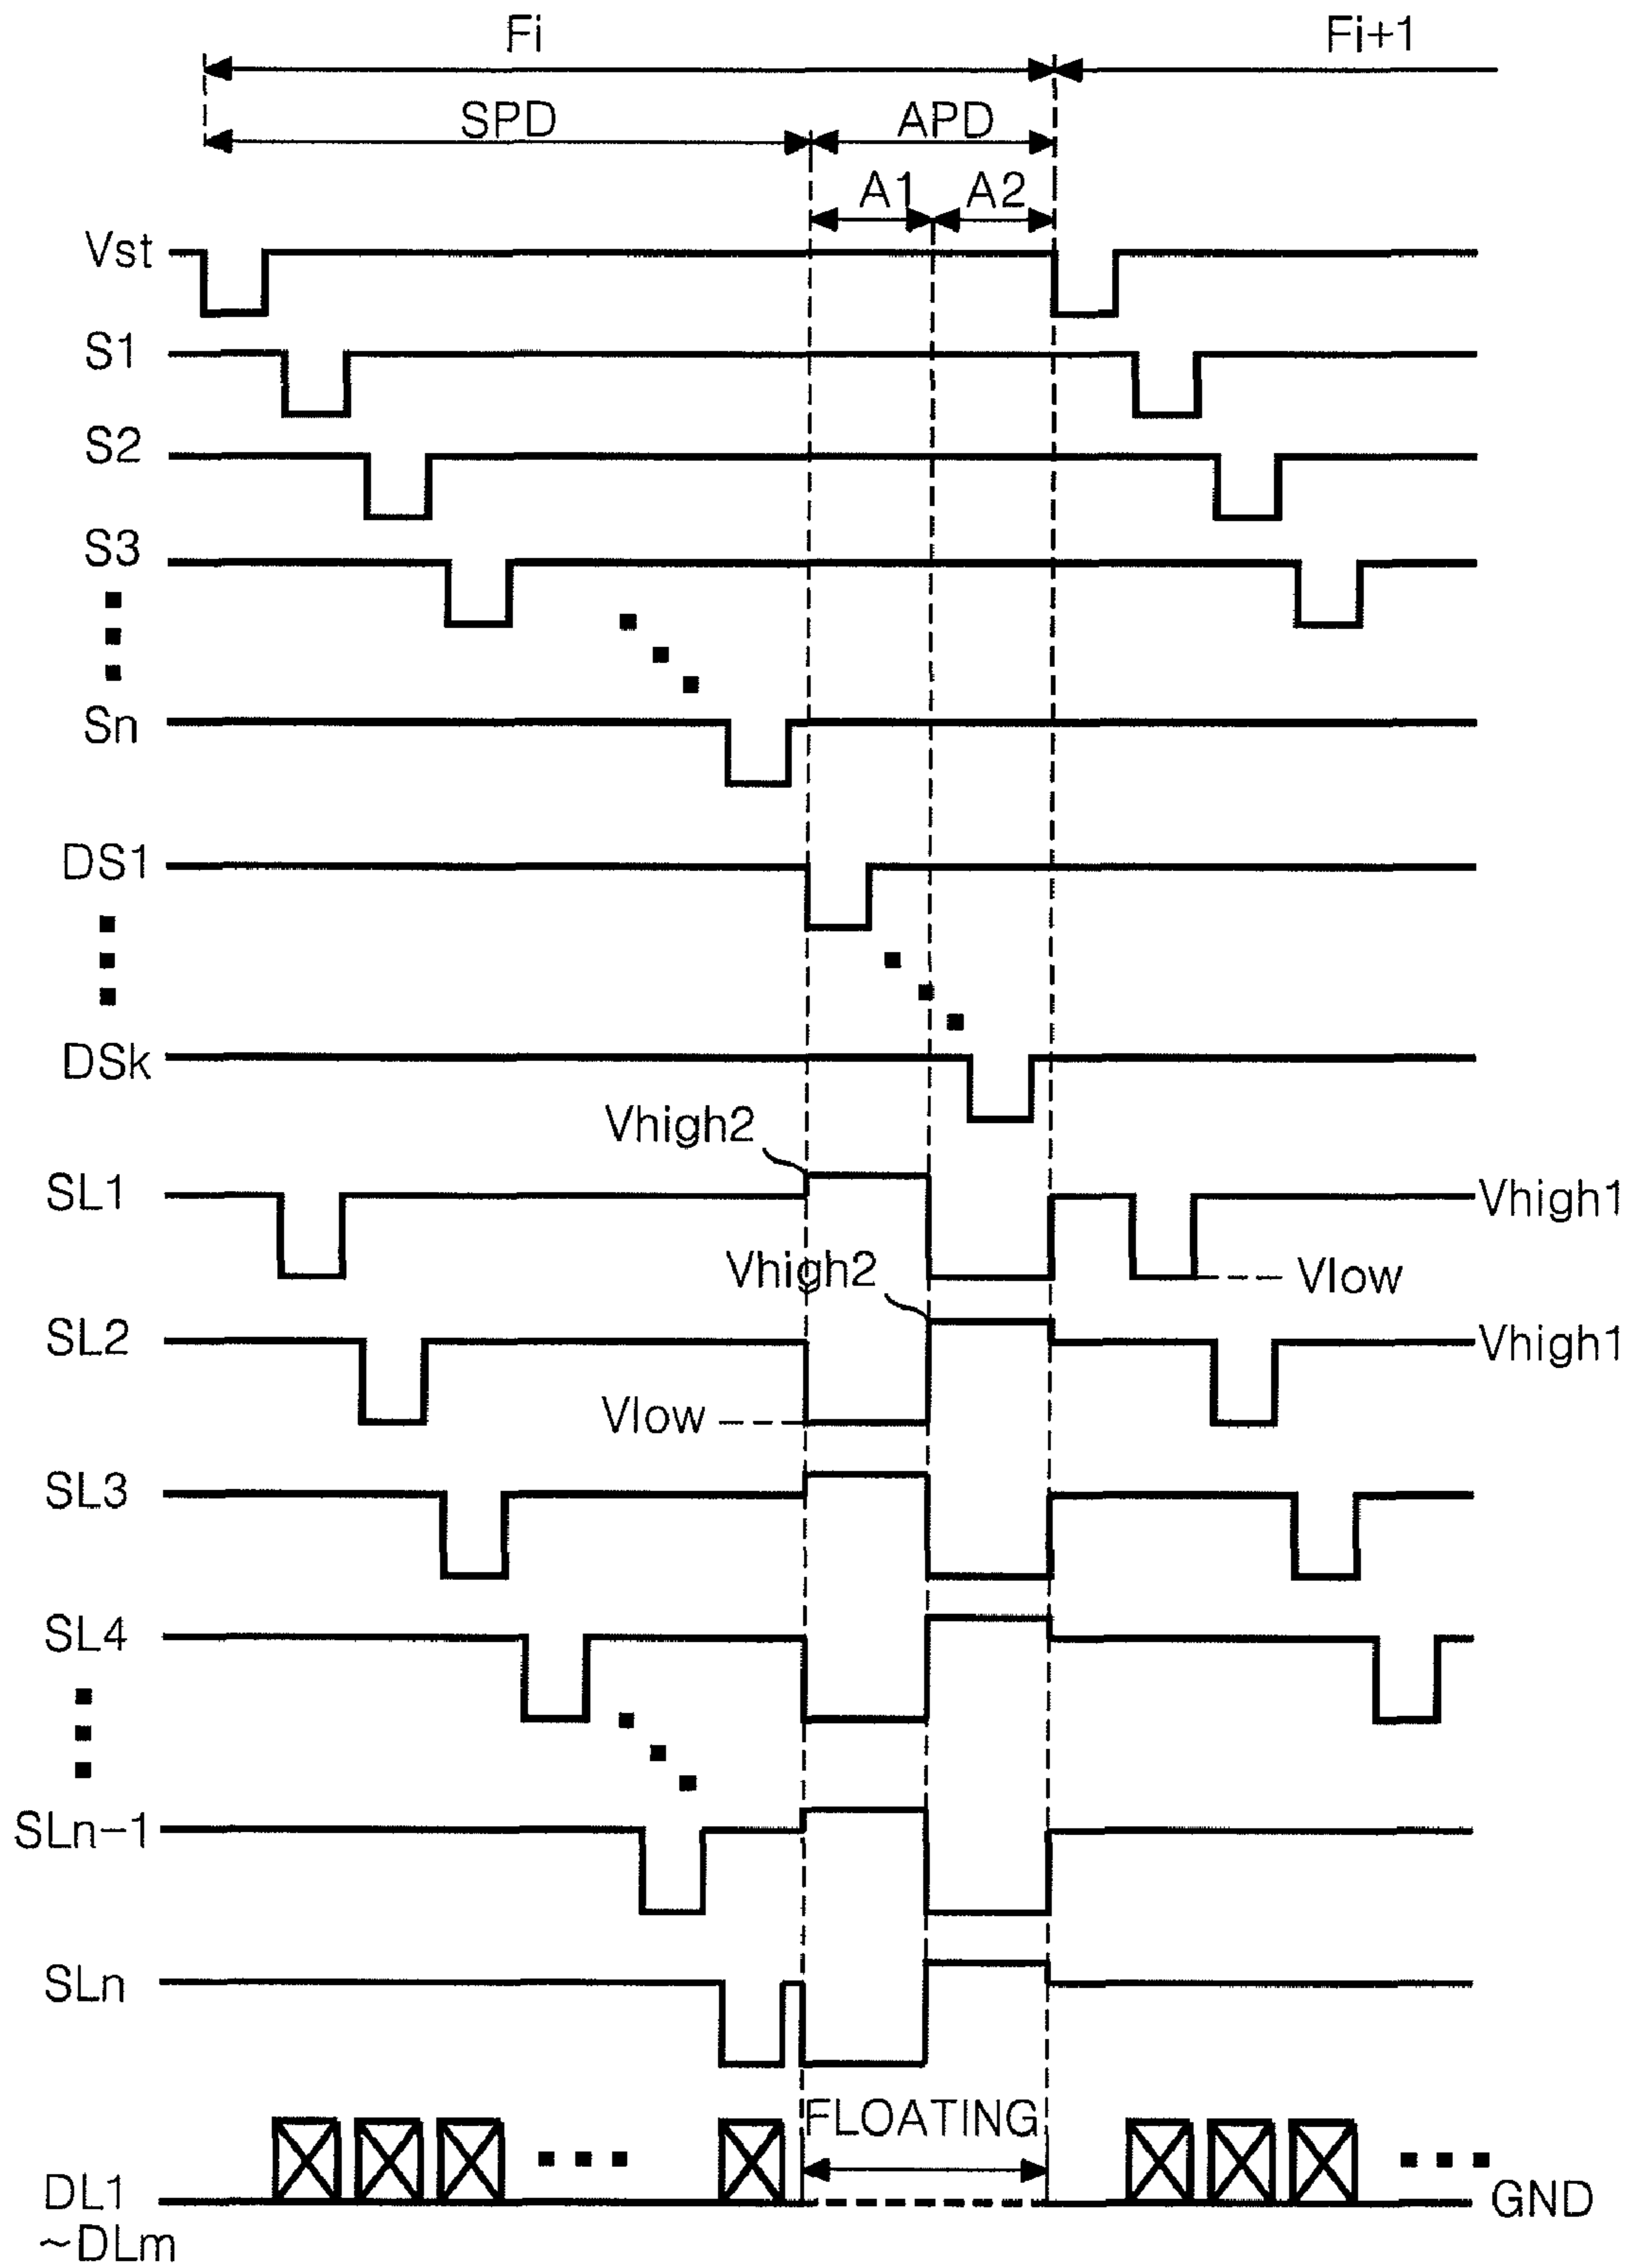 Fi Fi+1
SPD APD
A1 A2
Vst
S1
S2
S3
Sn
DS1
DSk
Vhigh2
SL1 Vhigh1
Vhigh2 Vlow
SL2 Vhigh1
Vlow
SL3
SL4
SLn-1
SLn
FLOATING
DL1 GND
~DLm